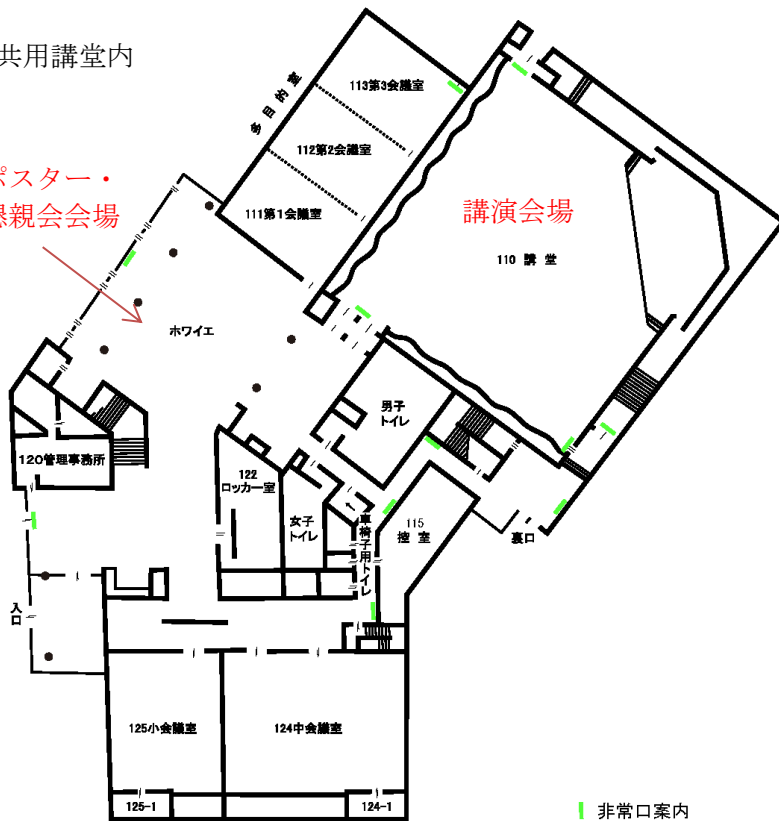 共用講堂内
ポスター・
懇親会会場
講演会場
多目的室
113第3会議室
112第2会議室
111第1会議室
110 講堂
ホワイエ
男子
トイレ
120管理事務所
122
ロッカー室
女子
トイレ
車椅子用トイレ
←
115
控室
裏口
入口
125小会議室
124中会議室
125-1
124-1
非常口案内